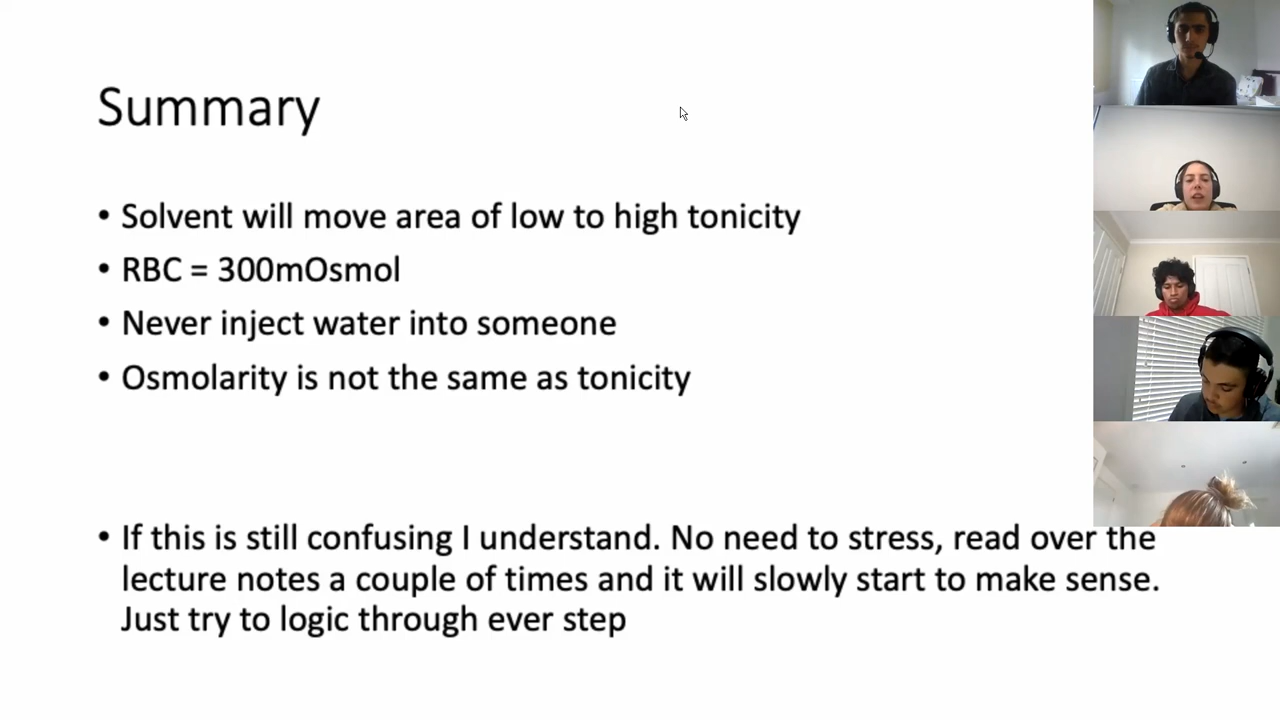 Summary
• Solvent will move area of low to high tonicity
• RBC = 300mOsmol
• Never inject water into someone
• Osmolarity is not the same as tonicity
• If this is still confusing I understand. No need to stress, read over the
lecture notes a couple of times and it will slowly start to make sense.
Just try to logic through ever step